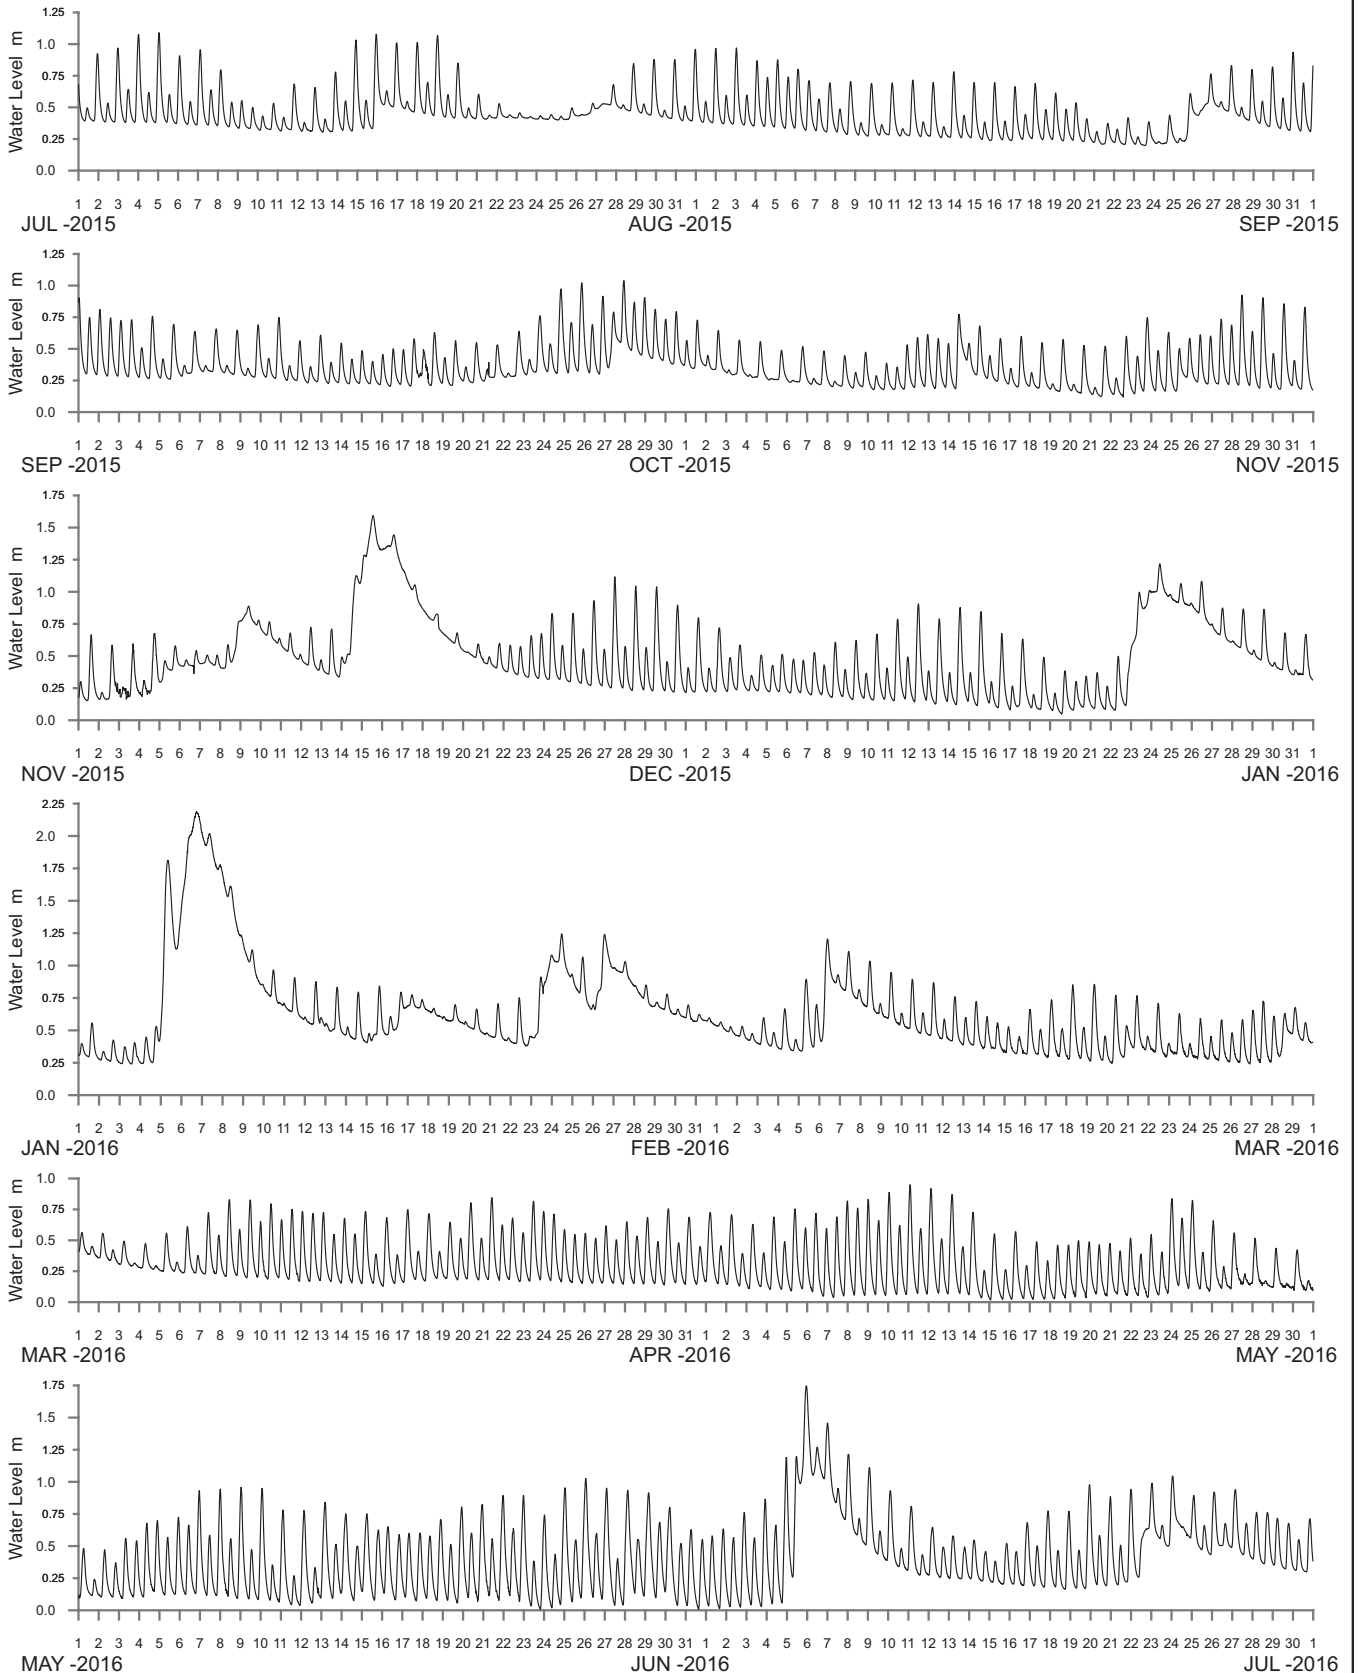 1.25
1.0
0.75
0.5
0.25
0.0
Water Level m
1 2 3 4 5 6 7 8 9 10 11 12 13 14 15 16 17 18 19 20 21 22 23 24 25 26 27 28 29 30 31 1 2 3 4 5 6 7 8 9 10 11 12 13 14 15 16 17 18 19 20 21 22 23 24 25 26 27 28 29 30 31 1
JUL -2015 AUG -2015 SEP -2015
1.25
1.0
0.75
0.5
0.25
0.0
Water Level m
1 2 3 4 5 6 7 8 9 10 11 12 13 14 15 16 17 18 19 20 21 22 23 24 25 26 27 28 29 30 1 2 3 4 5 6 7 8 9 10 11 12 13 14 15 16 17 18 19 20 21 22 23 24 25 26 27 28 29 30 31 1
SEP -2015 OCT -2015 NOV -2015
1.75
1.5
1.25
1.0
0.75
0.5
0.25
0.0
Water Level m
1 2 3 4 5 6 7 8 9 10 11 12 13 14 15 16 17 18 19 20 21 22 23 24 25 26 27 28 29 30 1 2 3 4 5 6 7 8 9 10 11 12 13 14 15 16 17 18 19 20 21 22 23 24 25 26 27 28 29 30 31 1
NOV -2015 DEC -2015 JAN -2016
2.25
2.0
1.75
1.5
1.25
1.0
0.75
0.5
0.25
0.0
Water Level m
1 2 3 4 5 6 7 8 9 10 11 12 13 14 15 16 17 18 19 20 21 22 23 24 25 26 27 28 29 30 31 1 2 3 4 5 6 7 8 9 10 11 12 13 14 15 16 17 18 19 20 21 22 23 24 25 26 27 28 29 1
JAN -2016 FEB -2016 MAR -2016
1.0
0.75
0.5
0.25
0.0
Water Level m
1 2 3 4 5 6 7 8 9 10 11 12 13 14 15 16 17 18 19 20 21 22 23 24 25 26 27 28 29 30 31 1 2 3 4 5 6 7 8 9 10 11 12 13 14 15 16 17 18 19 20 21 22 23 24 25 26 27 28 29 30 1
MAR -2016 APR -2016 MAY -2016
1.75
1.5
1.25
1.0
0.75
0.5
0.25
0.0
Water Level m
1 2 3 4 5 6 7 8 9 10 11 12 13 14 15 16 17 18 19 20 21 22 23 24 25 26 27 28 29 30 31 1 2 3 4 5 6 7 8 9 10 11 12 13 14 15 16 17 18 19 20 21 22 23 24 25 26 27 28 29 30 1
MAY -2016 JUN -2016 JUL -2016